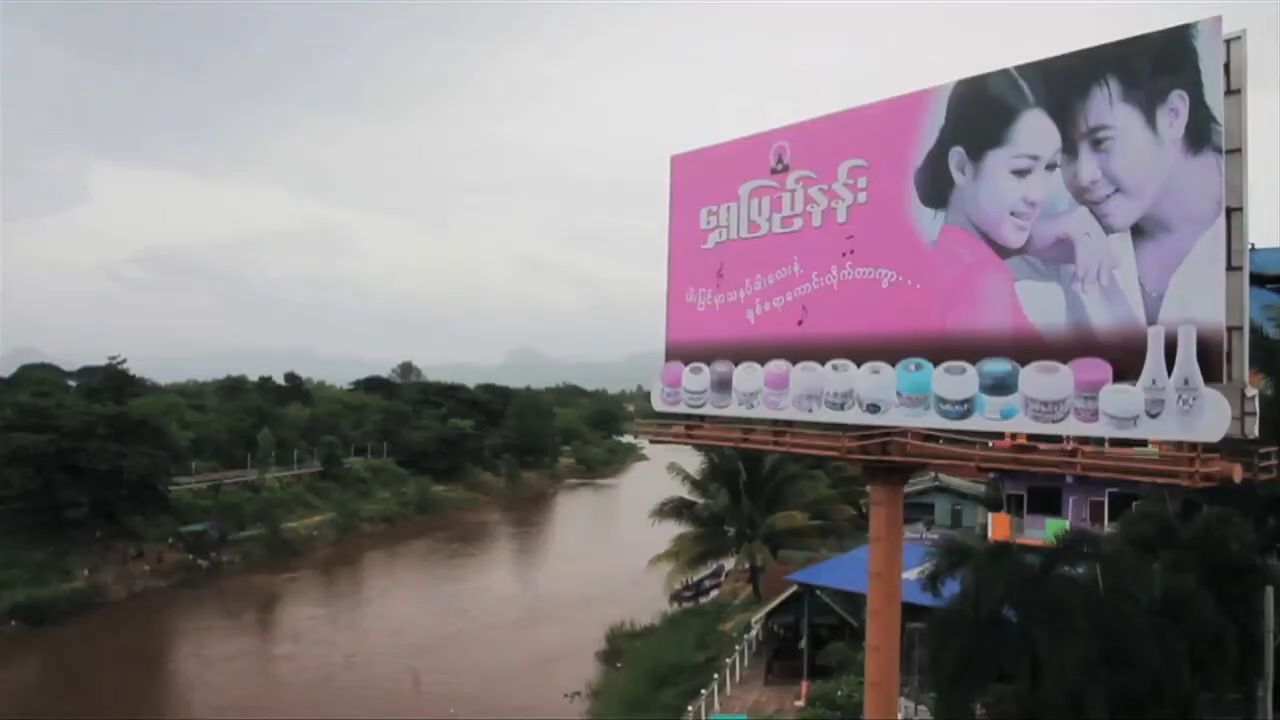 ရွှေပြည်နန်း
ပါးပြင်မှာသနပ်ခါးလေးနဲ့
ချစ်စရာကောင်းလိုက်တာကွာ...